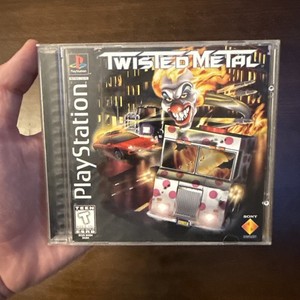 TWISTED METAL
PlayStation
TEEN
SONY